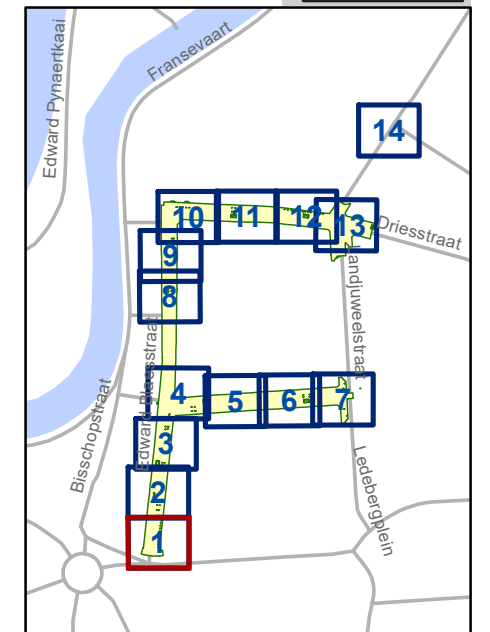 Edward Pynaertkaai
Fransevaart
14
10
11
12
13
Driesstraat
9
8
Landjuweelstraat
Edward Blaesstraat
Bisschopstraat
4
5
6
7
3
Ledebergplein
2
1